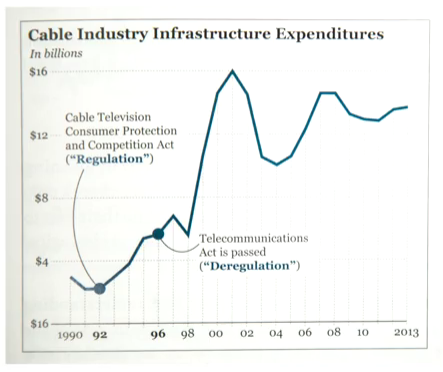 Cable Industry Infrastructure Expenditures
In billions
$16
Cable Television
Consumer Protection
and Competition Act
("Regulation")
$12
$8
Telecommunications
Act is passed
("Deregulation")
$4
$16
1990 92 96 98 00 02 04 06 08 10 2013